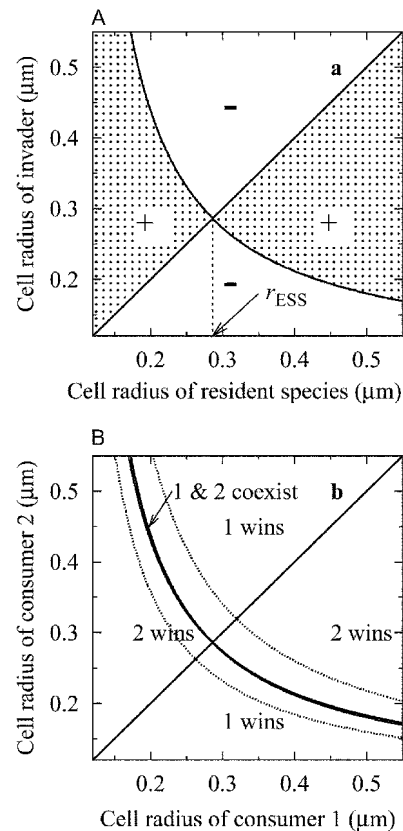 A
a
0.5
0.4
0.3
0.2
Cell radius of invader (µm)
−
+
+
−
r ESS
0.2 0.3 0.4 0.5
Cell radius of resident species (µm)
B
b
0.5
0.4
0.3
0.2
Cell radius of consumer 2 (µm)
1 & 2 coexist
1 wins
2 wins
2 wins
1 wins
0.2 0.3 0.4 0.5
Cell radius of consumer 1 (µm)